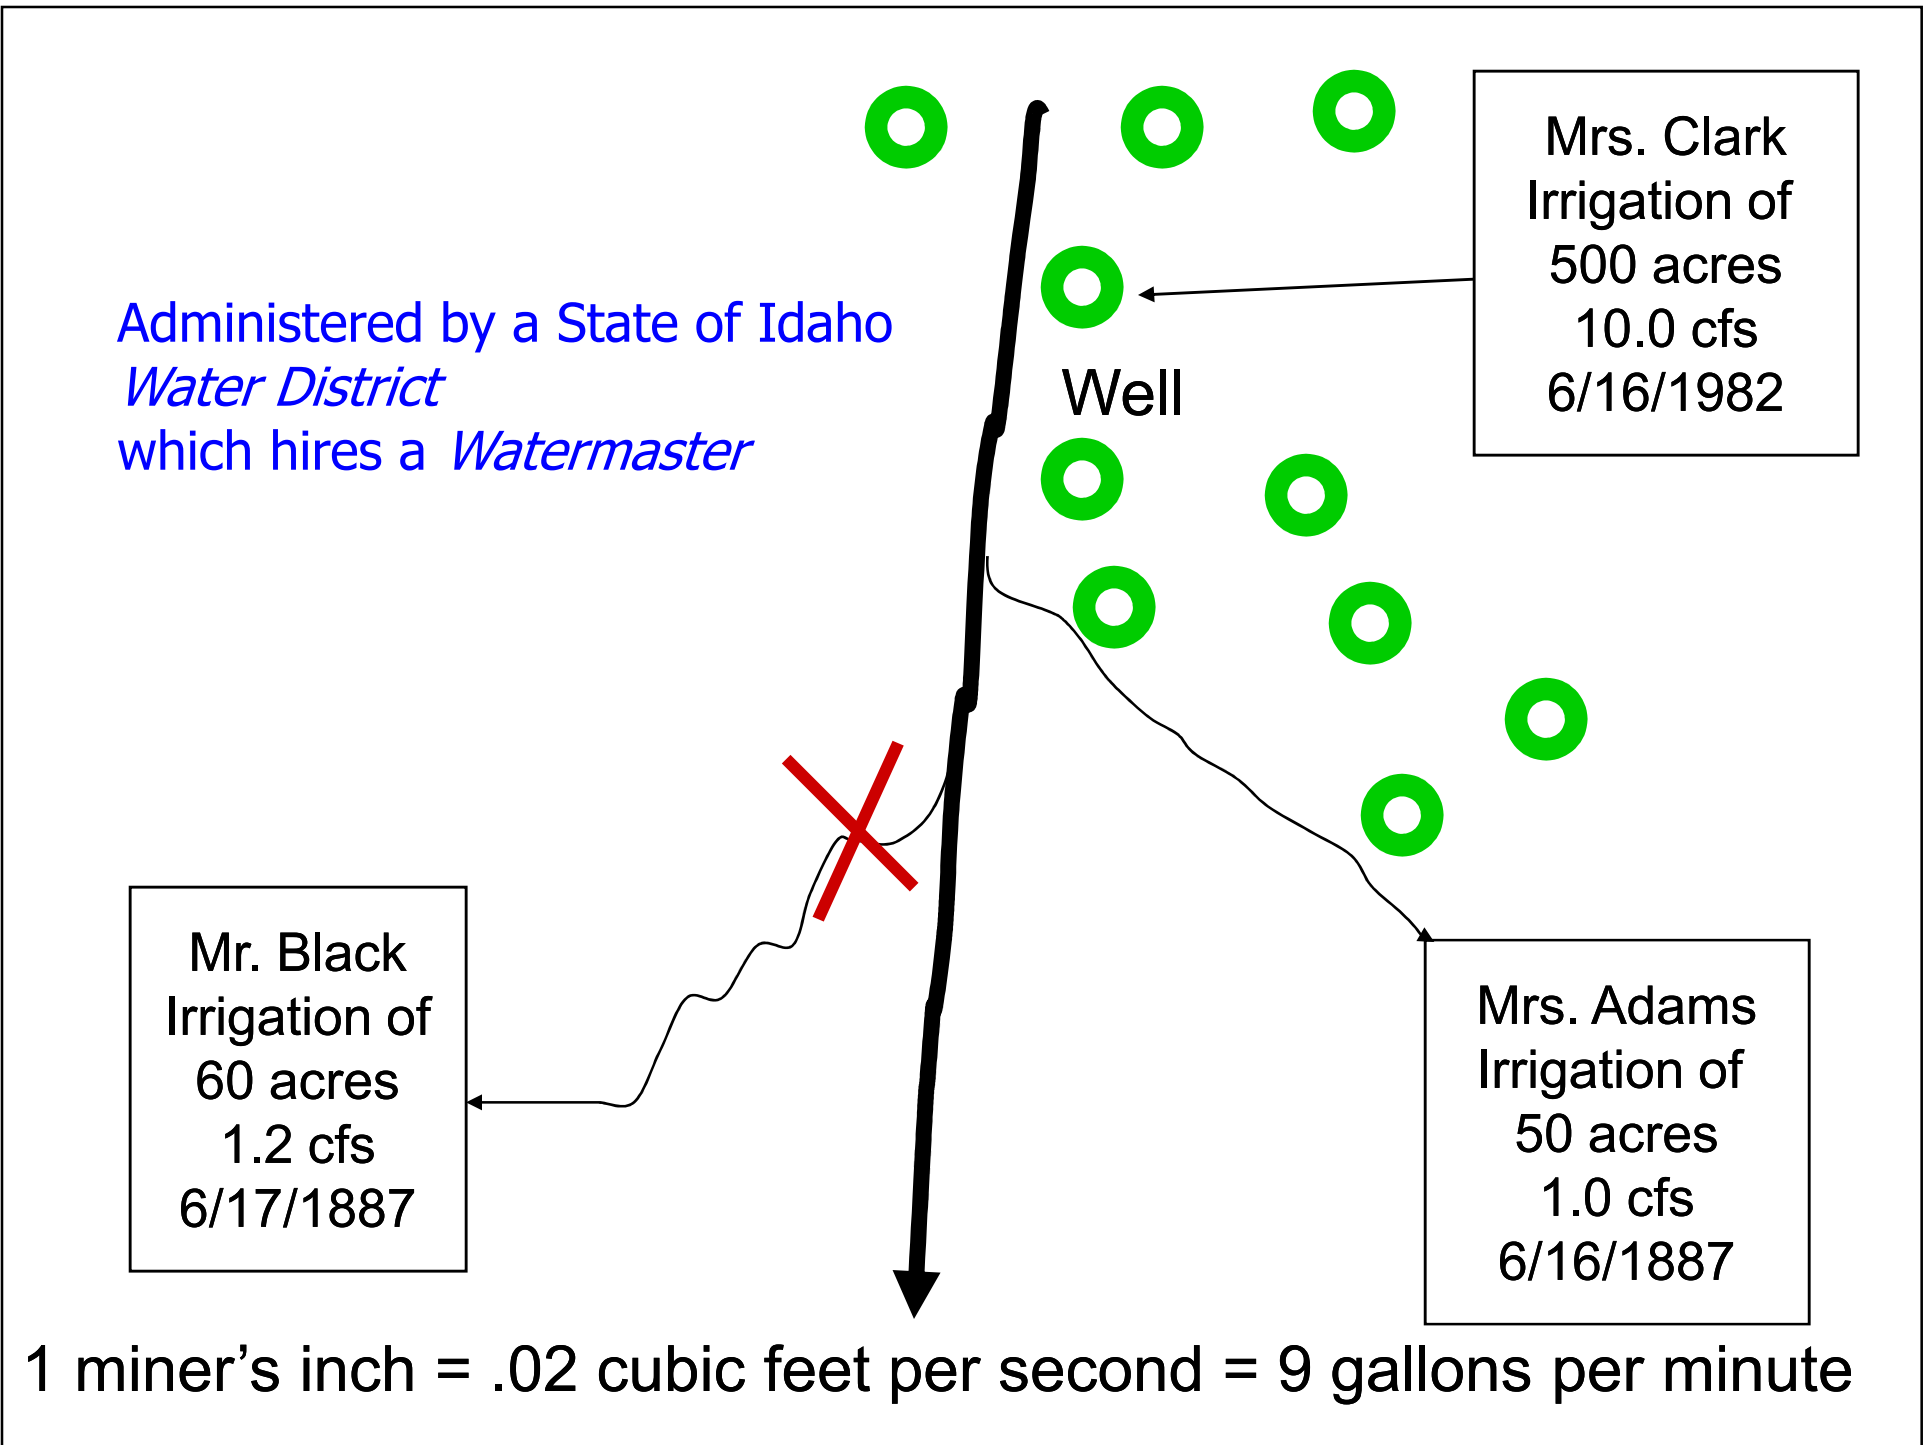 Mrs. Clark
Irrigation of
500 acres
10.0 cfs
6/16/1982
Administered by a State of Idaho
Water District
which hires a Watermaster
Well
Mr. Black
Irrigation of
60 acres
1.2 cfs
6/17/1887
Mrs. Adams
Irrigation of
50 acres
1.0 cfs
6/16/1887
1 miner’s inch = .02 cubic feet per second = 9 gallons per minute